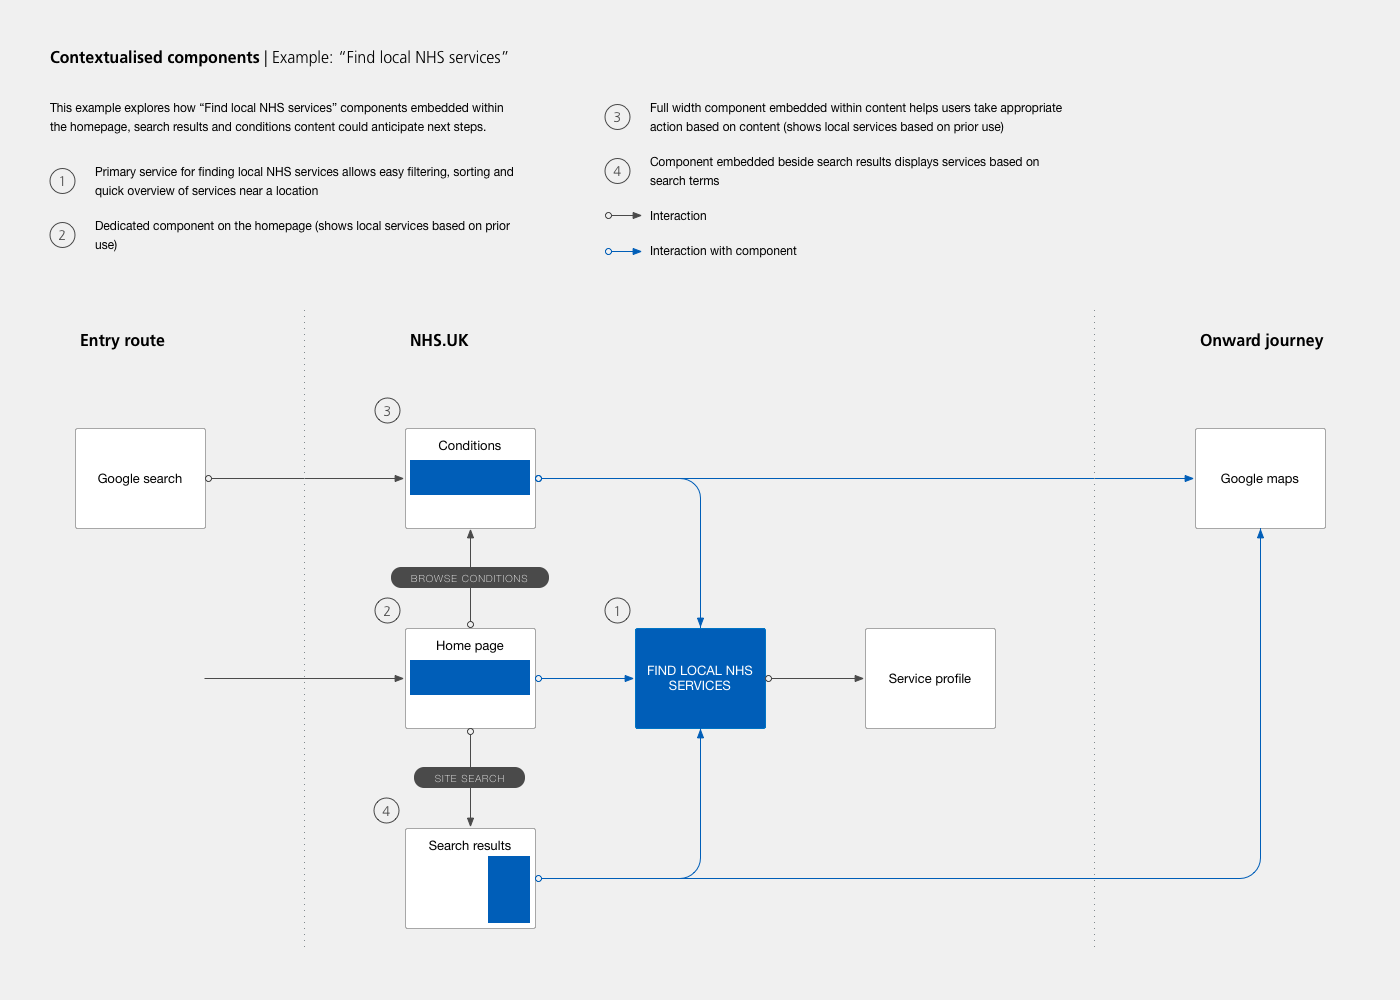 Contextualised components | Example: “Find local NHS services”
This example explores how “Find local NHS services” components embedded within
the homepage, search results and conditions content could anticipate next steps.
1
Primary service for finding local NHS services allows easy filtering, sorting and
quick overview of services near a location
2
Dedicated component on the homepage (shows local services based on prior
use)
3
Full width component embedded within content helps users take appropriate
action based on content (shows local services based on prior use)
4
Component embedded beside search results displays services based on
search terms
Interaction
Interaction with component
Entry route
NHS.UK
Onward journey
3
Conditions
Google search
Google maps
BROWSE CONDITIONS
2
1
Home page
FIND LOCAL NHS
SERVICES
Service profile
SITE SEARCH
4
Search results